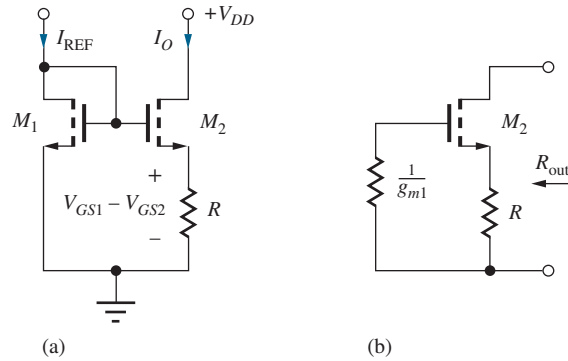 +V_DD
I_REF
I_O
M_1
M_2
+
V_GS1 – V_GS2
R
–
(a)
M_2
R_out
1/g_m1
R
(b)